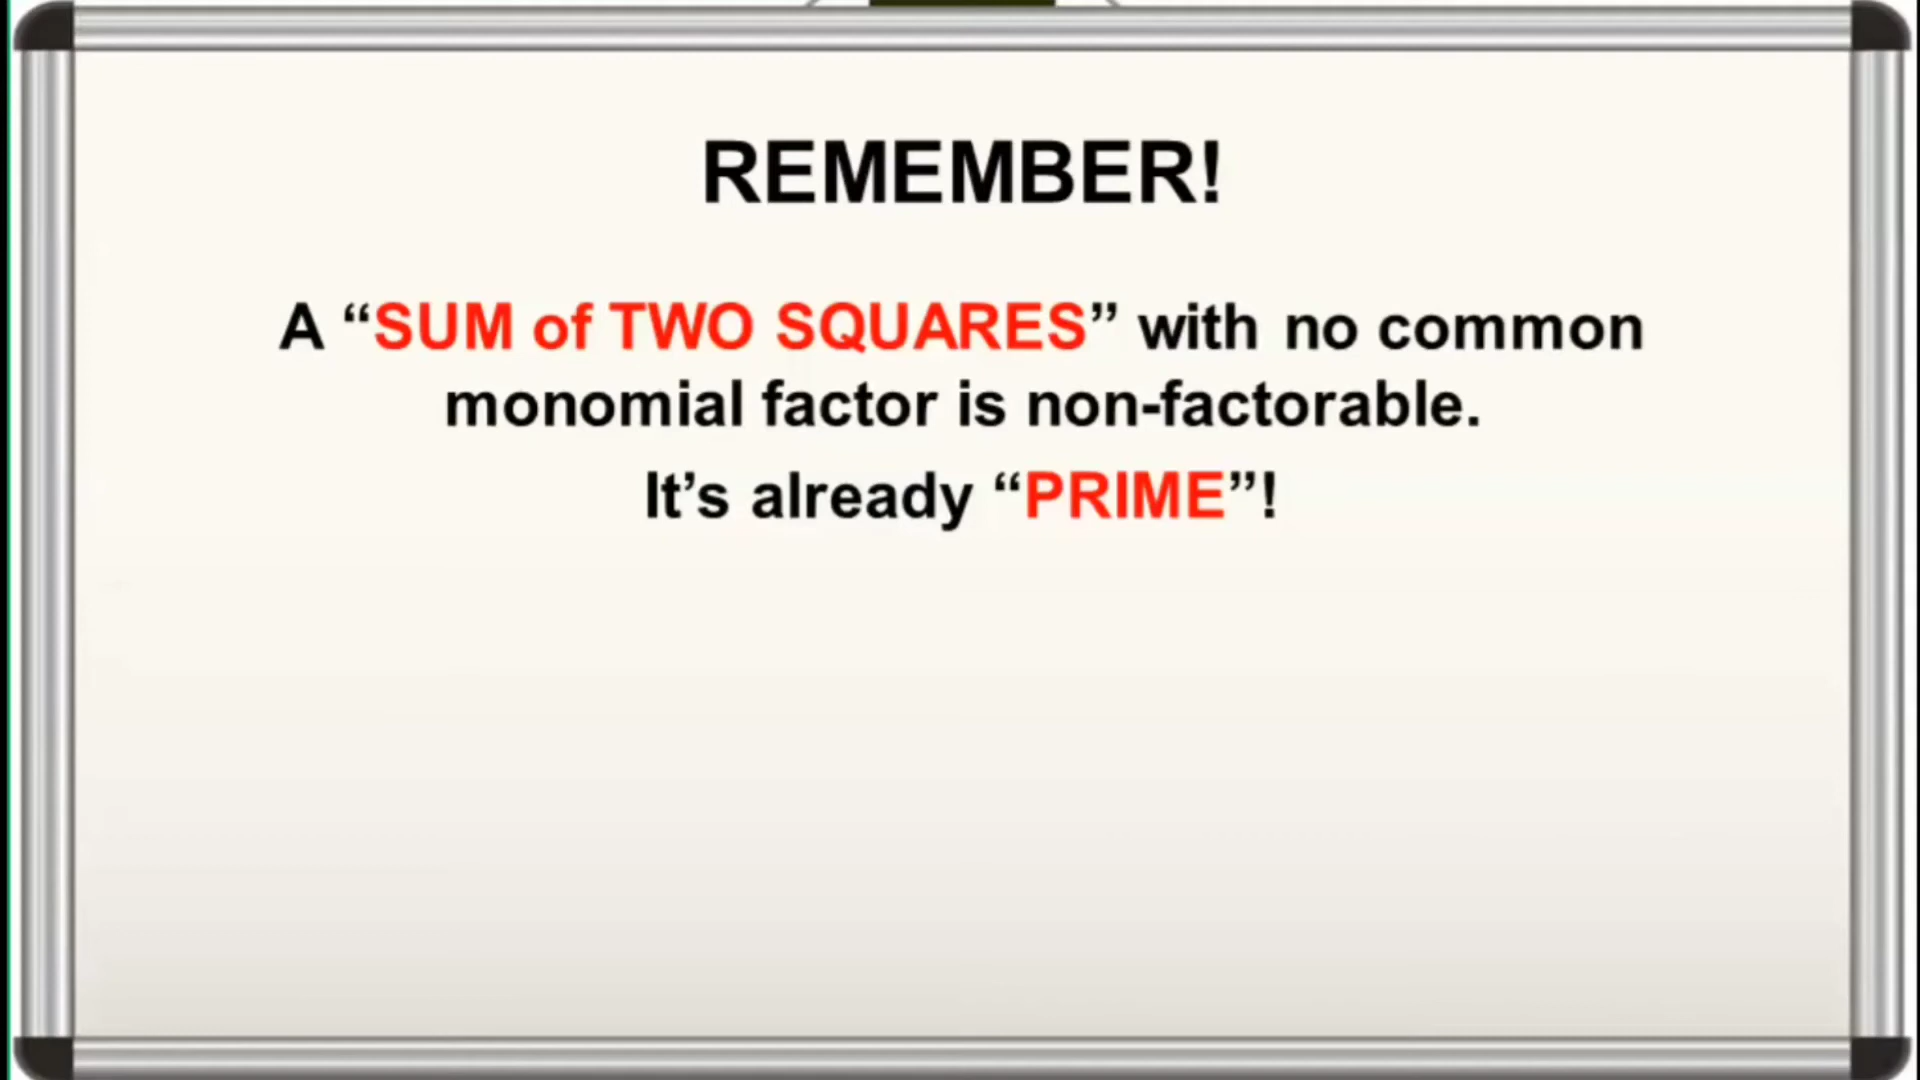 REMEMBER!
A “SUM of TWO SQUARES” with no common
monomial factor is non-factorable.
It’s already “PRIME”!